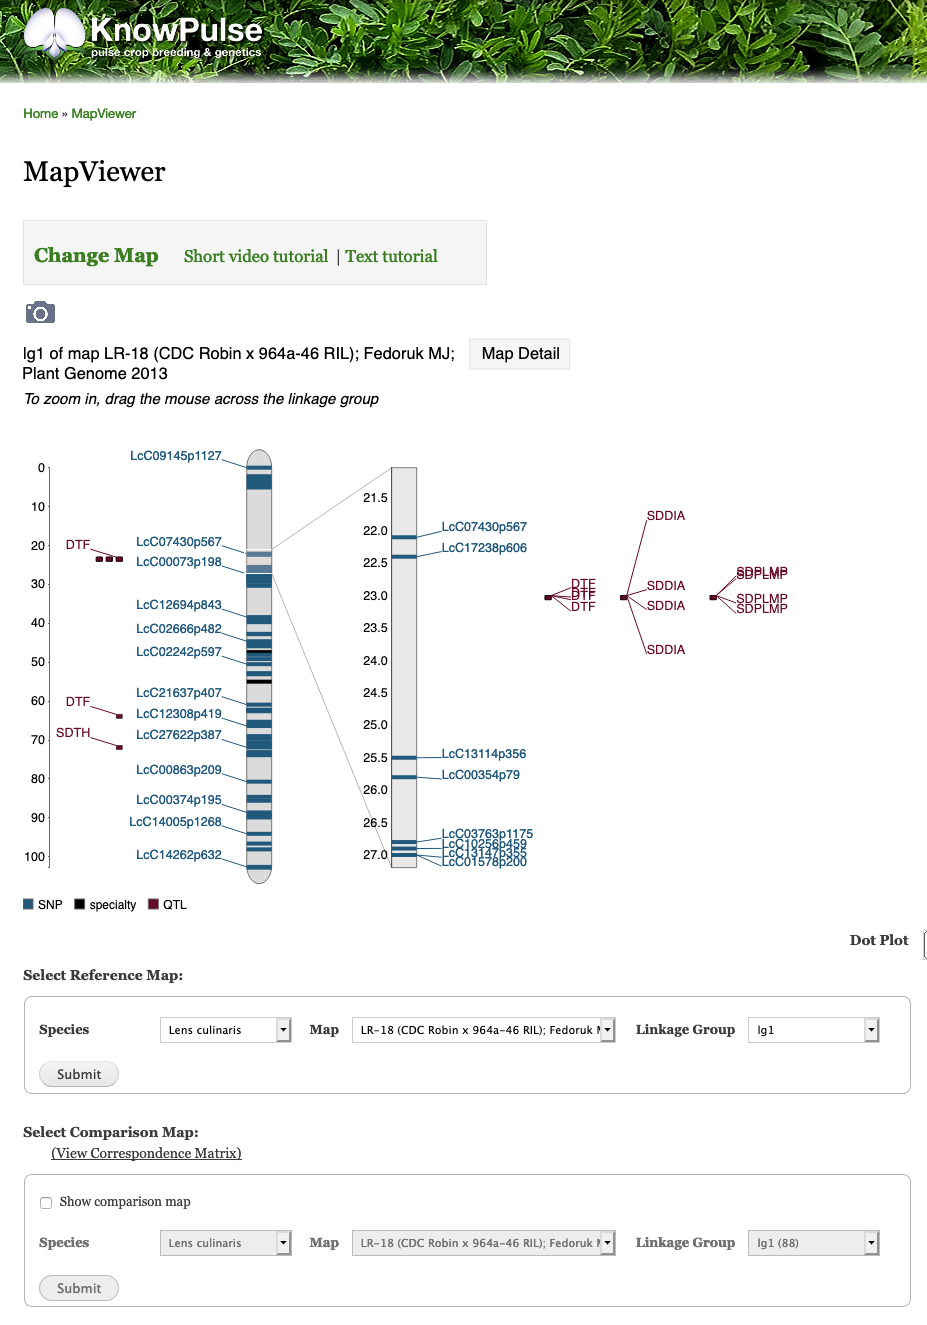 KnowPulse
pulse crop breeding & genetics
Home » MapViewer
MapViewer
Change Map Short video tutorial | Text tutorial
lg1 of map LR-18 (CDC Robin x 964a-46 RIL); Fedoruk MJ; Map Detail
Plant Genome 2013
To zoom in, drag the mouse across the linkage group
0
10
20
30
40
50
60
70
80
90
100
DTF
DTF
SDTH
LcC09145p1127
LcC07430p567
LcC00073p198
LcC12694p843
LcC02666p482
LcC02242p597
LcC21637p407
LcC12308p419
LcC27622p387
LcC00863p209
LcC00374p195
LcC14005p1268
LcC14262p632
21.5
22.0
22.5
23.0
23.5
24.0
24.5
25.0
25.5
26.0
26.5
27.0
LcC07430p567
LcC17238p606
LcC13114p356
LcC00354p79
LcC03763p1175
LcC10256p459
LcC13147p355
LcC01578p200
DTF
DTF
DTF
DTF
SDDIA
SDDIA
SDDIA
SDDIA
SDPLMP
SDPLMP
SDPLMP
SDPLMP
SNP specialty QTL
Dot Plot
Select Reference Map:
Species Lens culinaris Map LR-18 (CDC Robin x 964a-46 RIL); Fedoruk Linkage Group lg1
Submit
Select Comparison Map:
(View Correspondence Matrix)
Show comparison map
Species Lens culinaris Map LR-18 (CDC Robin x 964a-46 RIL); Fedoruk Linkage Group lg1 (88)
Submit